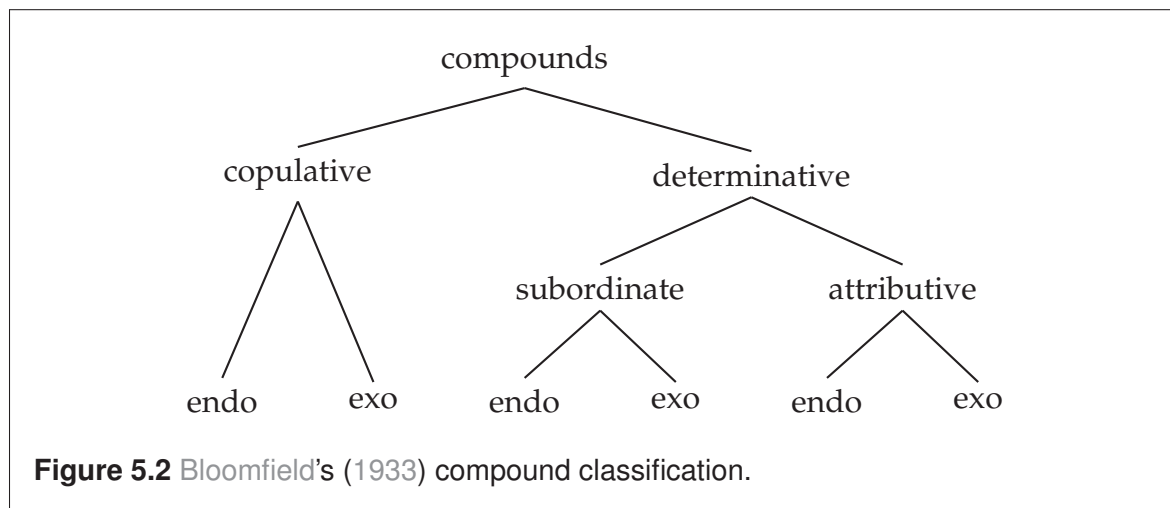 compounds
copulative
determinative
subordinate
attributive
endo exo endo exo endo exo
Figure 5.2 Bloomfield's (1933) compound classification.